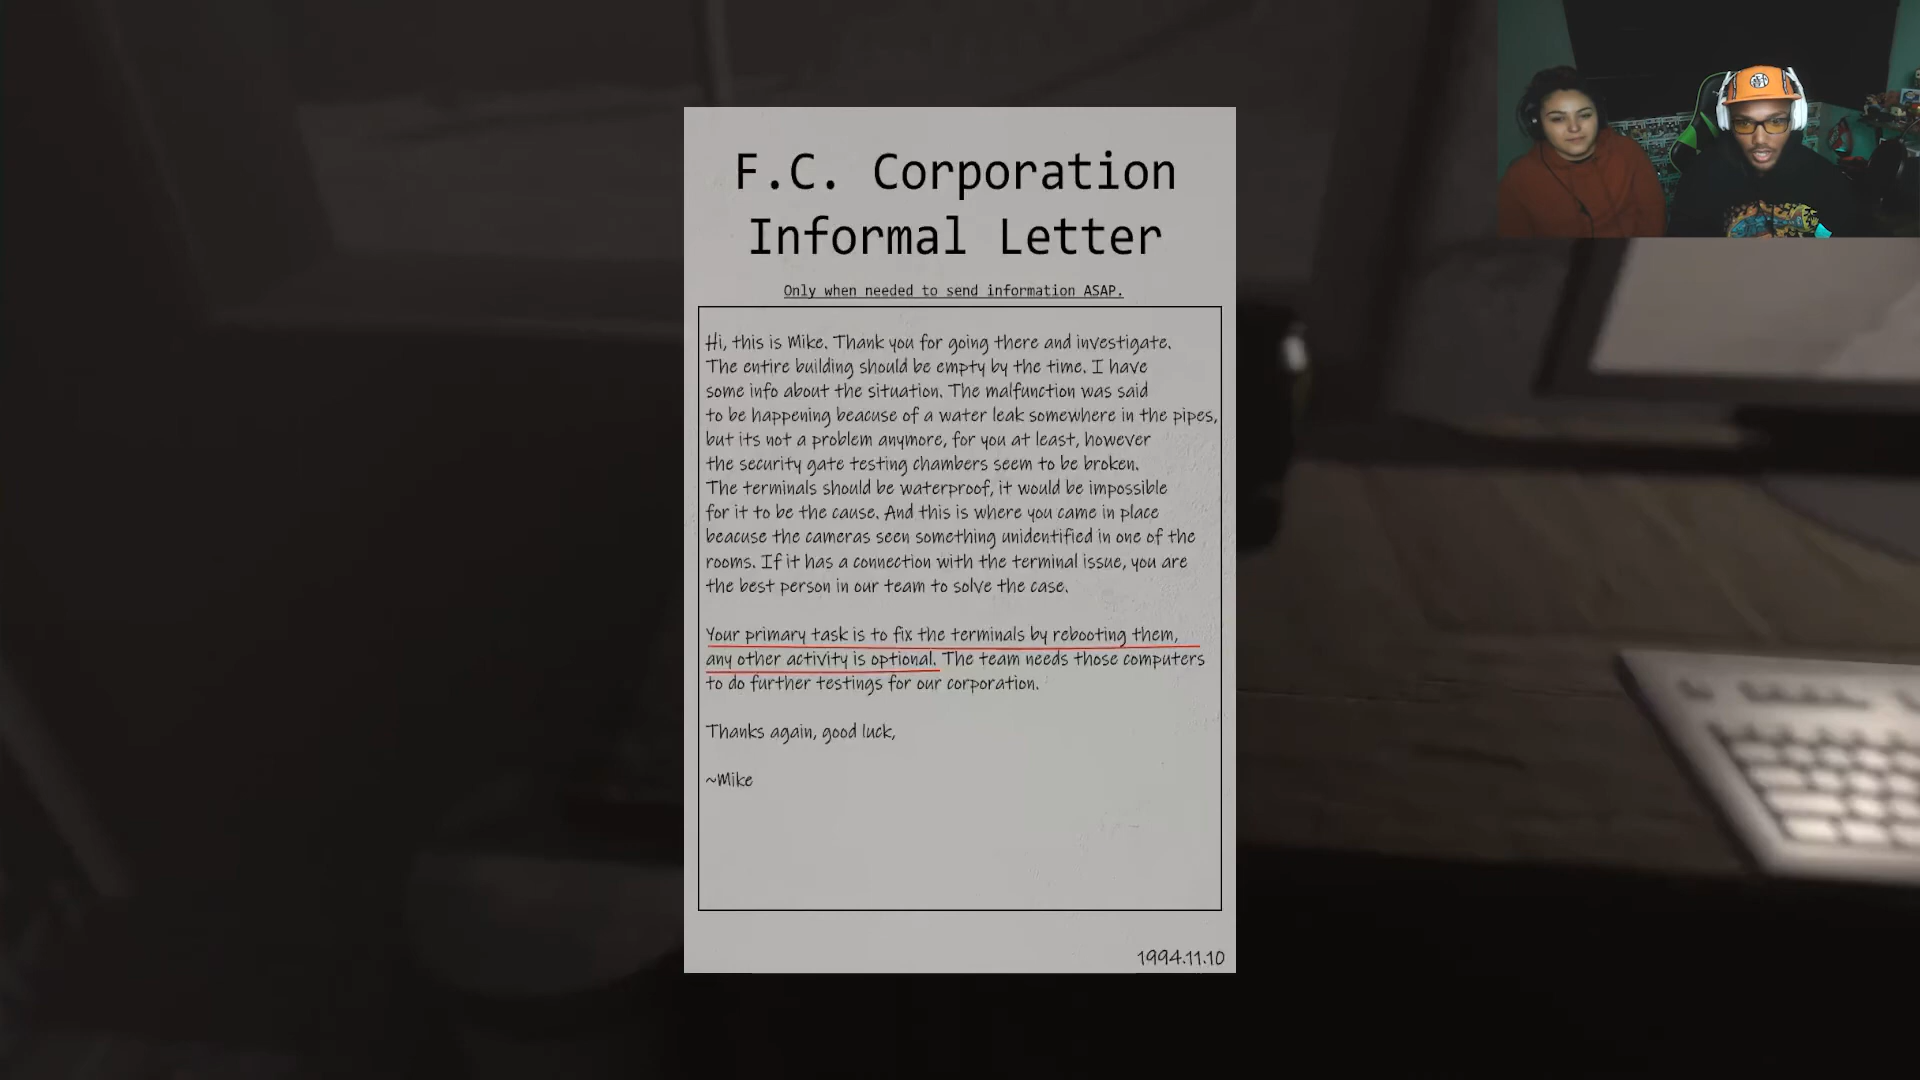 F.C. Corporation
Informal Letter
Only when needed to send information ASAP.
Hi, this is Mike. Thank you for going there and investigate.
The entire building should be empty by the time. I have
some info about the situation. The malfunction was said
to be happening beacuse of a water leak somewhere in the pipes,
but its not a problem anymore, for you at least, however
the security gate testing chambers seem to be broken.
The terminals should be waterproof, it would be impossible
for it to be the cause. And this is where you came in place
beacuse the cameras seen something unidentified in one of the
rooms. If it has a connection with the terminal issue, you are
the best person in our team to solve the case.
Your primary task is to fix the terminals by rebooting them,
any other activity is optional. The team needs those computers
to do further testings for our corporation.
Thanks again, good luck,
~Mike
1994.11.10